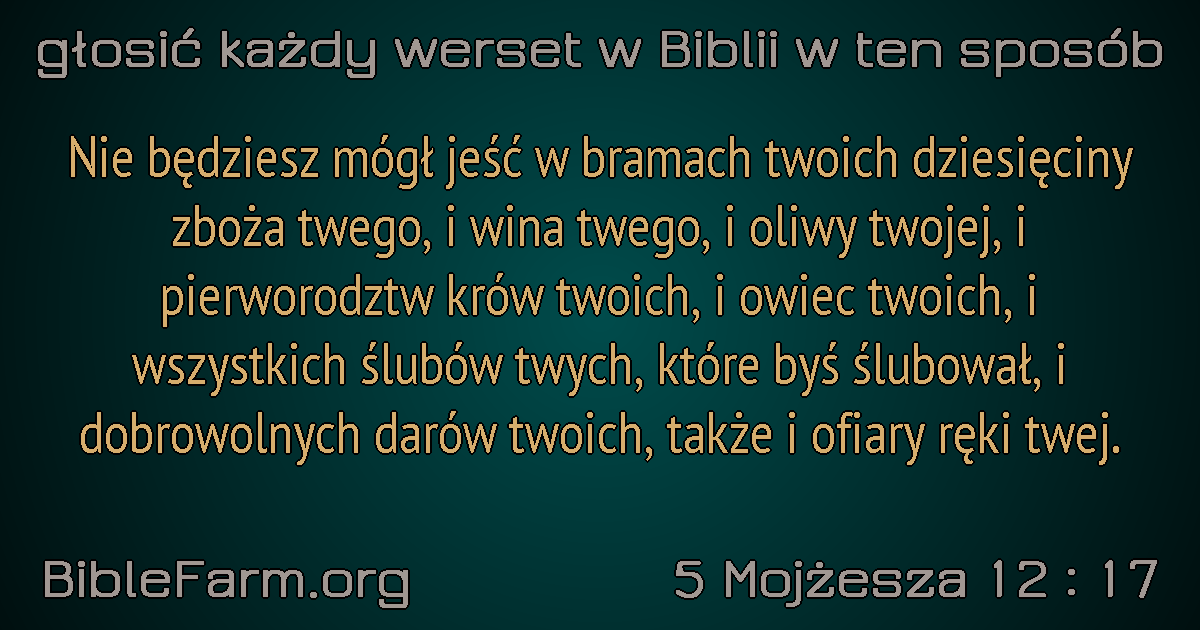 głosić każdy werset w Biblii w ten sposób
Nie będziesz mógł jeść w bramach twoich dziesięciny
zboża twego, i wina twego, i oliwy twojej, i
pierworodztw krów twoich, i owiec twoich, i
wszystkich ślubów twych, które byś ślubował, i
dobrowolnych darów twoich, także i ofiary ręki twej.
BibleFarm.org
5 Mojżesza 12 : 17